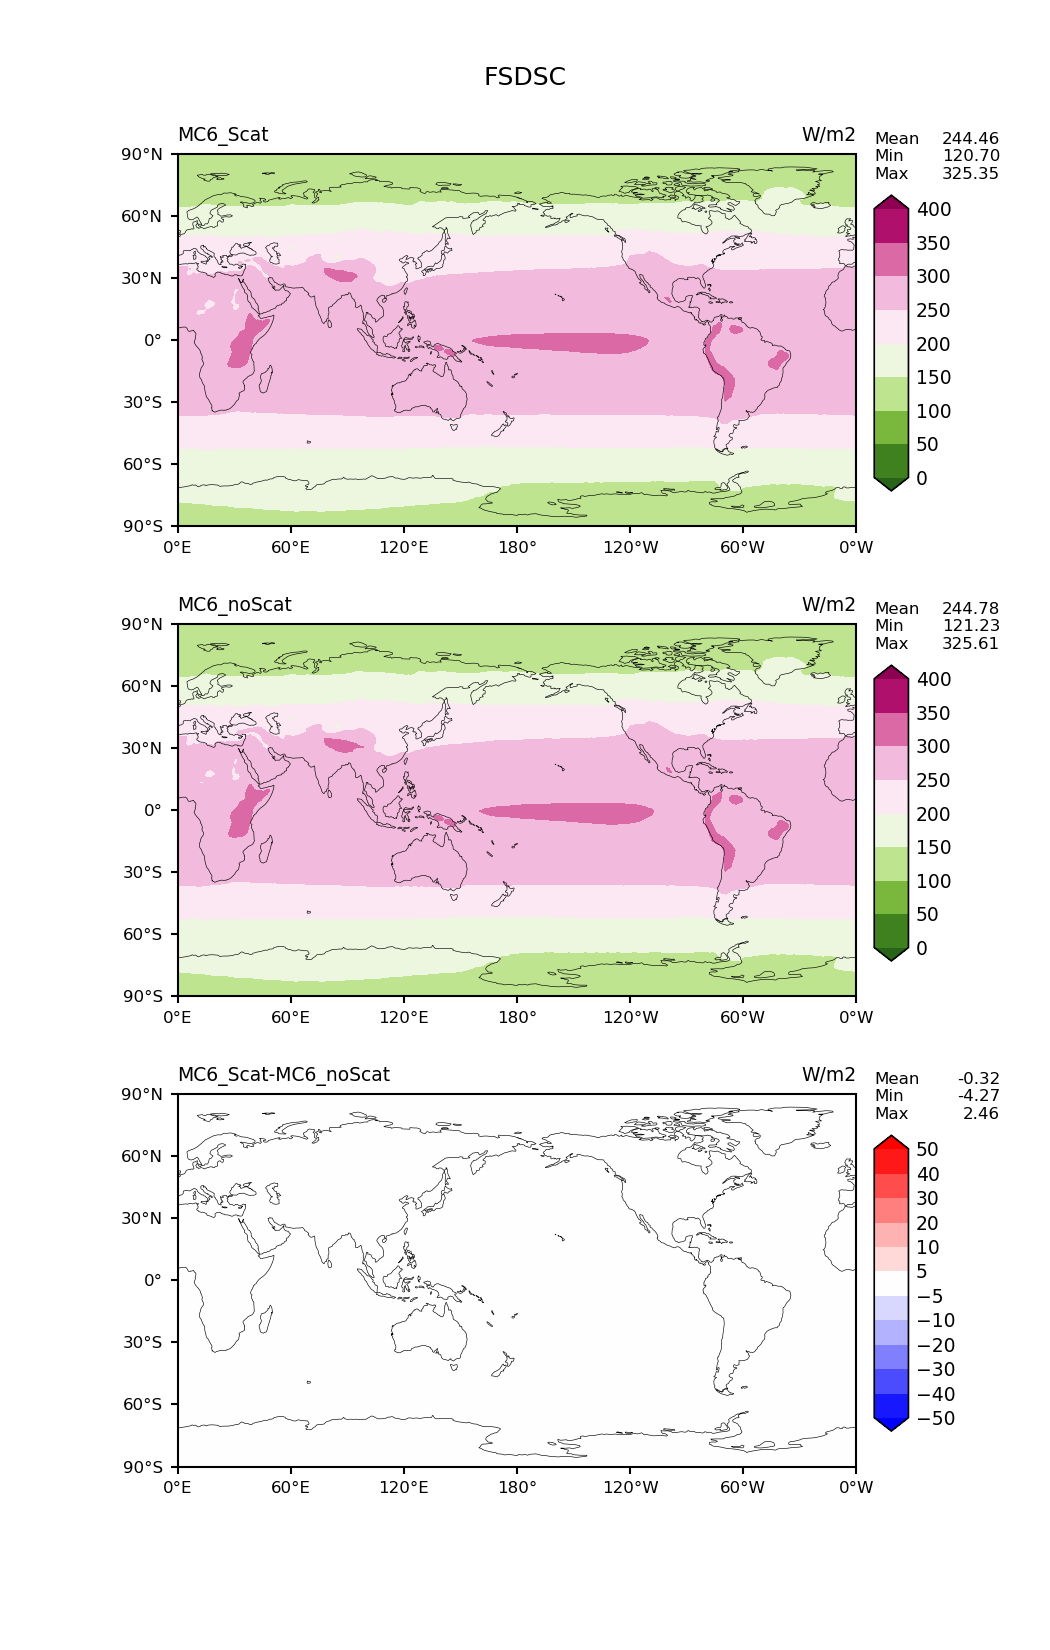 FSDSC
MC6_Scat W/m2
Mean 244.46
Min 120.70
Max 325.35
90°N
60°N
30°N
0°
30°S
60°S
90°S
0°E 60°E 120°E 180° 120°W 60°W 0°W
400
350
300
250
200
150
100
50
0
MC6_noScat W/m2
Mean 244.78
Min 121.23
Max 325.61
90°N
60°N
30°N
0°
30°S
60°S
90°S
0°E 60°E 120°E 180° 120°W 60°W 0°W
400
350
300
250
200
150
100
50
0
MC6_Scat-MC6_noScat W/m2
Mean -0.32
Min -4.27
Max 2.46
90°N
60°N
30°N
0°
30°S
60°S
90°S
0°E 60°E 120°E 180° 120°W 60°W 0°W
50
40
30
20
10
5
−5
−10
−20
−30
−40
−50